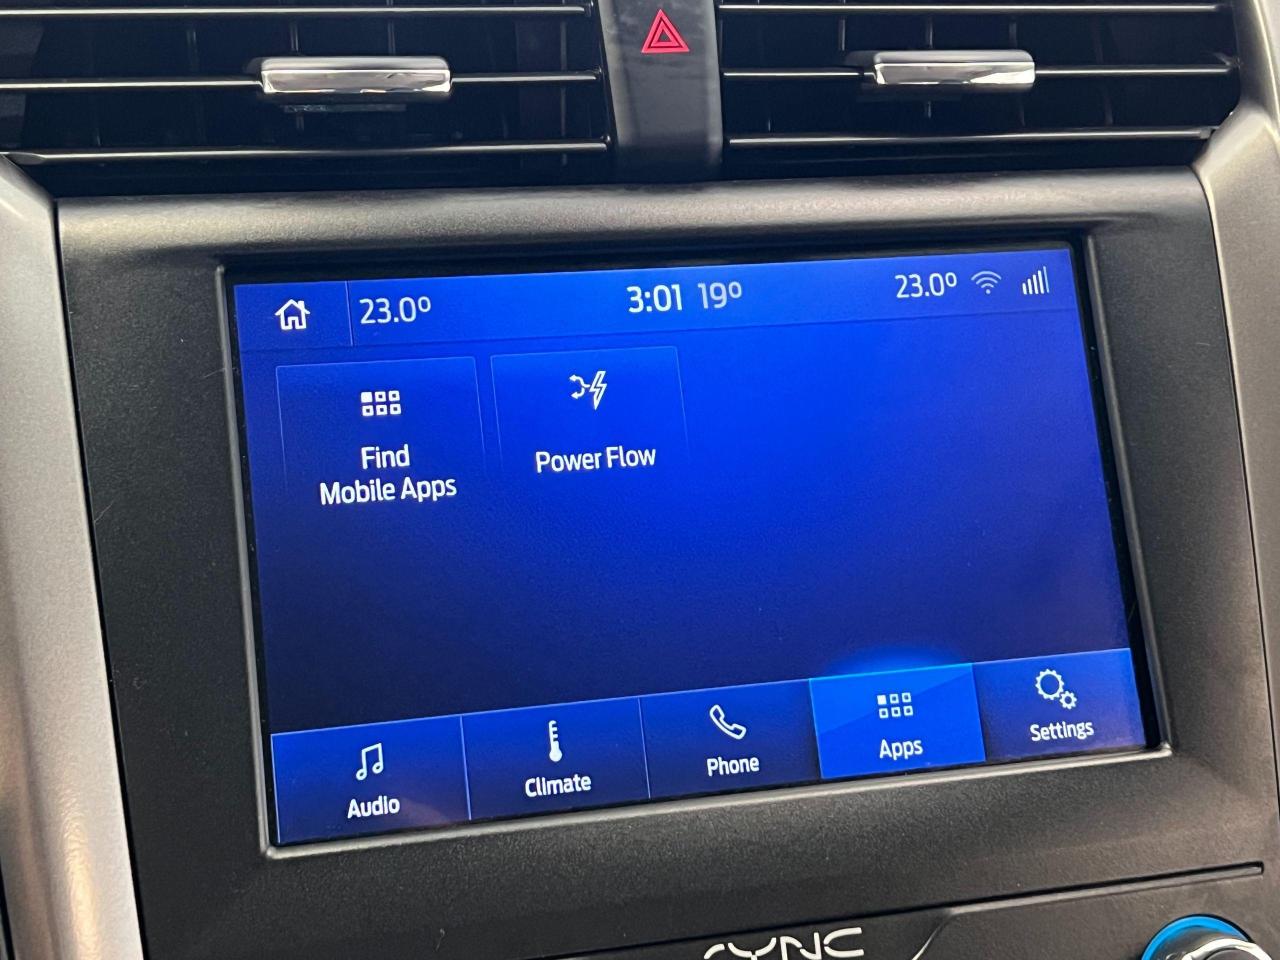 23.0° 3:01 19° 23.0°
Find
Mobile Apps
Power Flow
Audio
Climate
Phone
Apps
Settings
SYNC